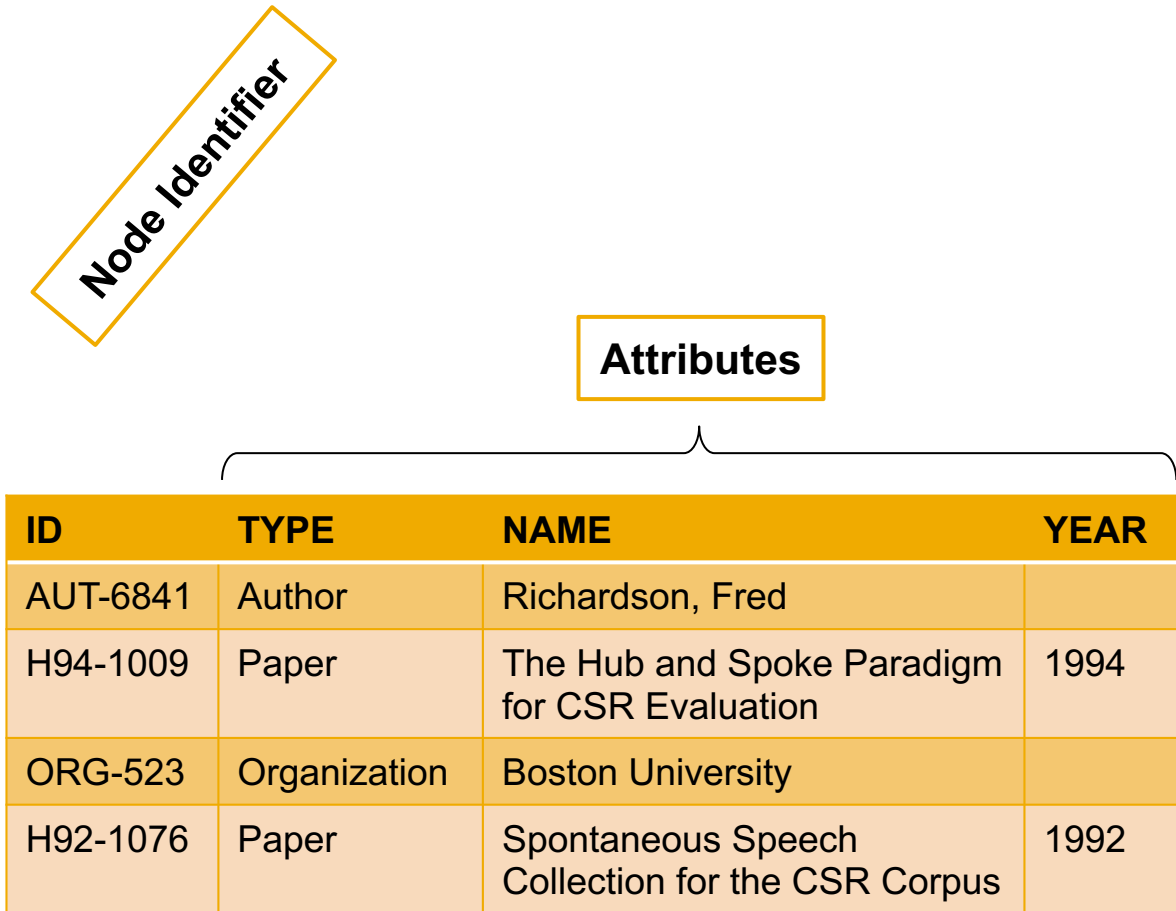 Node Identifier
Attributes
ID TYPE NAME YEAR
AUT-6841 Author Richardson, Fred
H94-1009 Paper The Hub and Spoke Paradigm 1994
for CSR Evaluation
ORG-523 Organization Boston University
H92-1076 Paper Spontaneous Speech 1992
Collection for the CSR Corpus